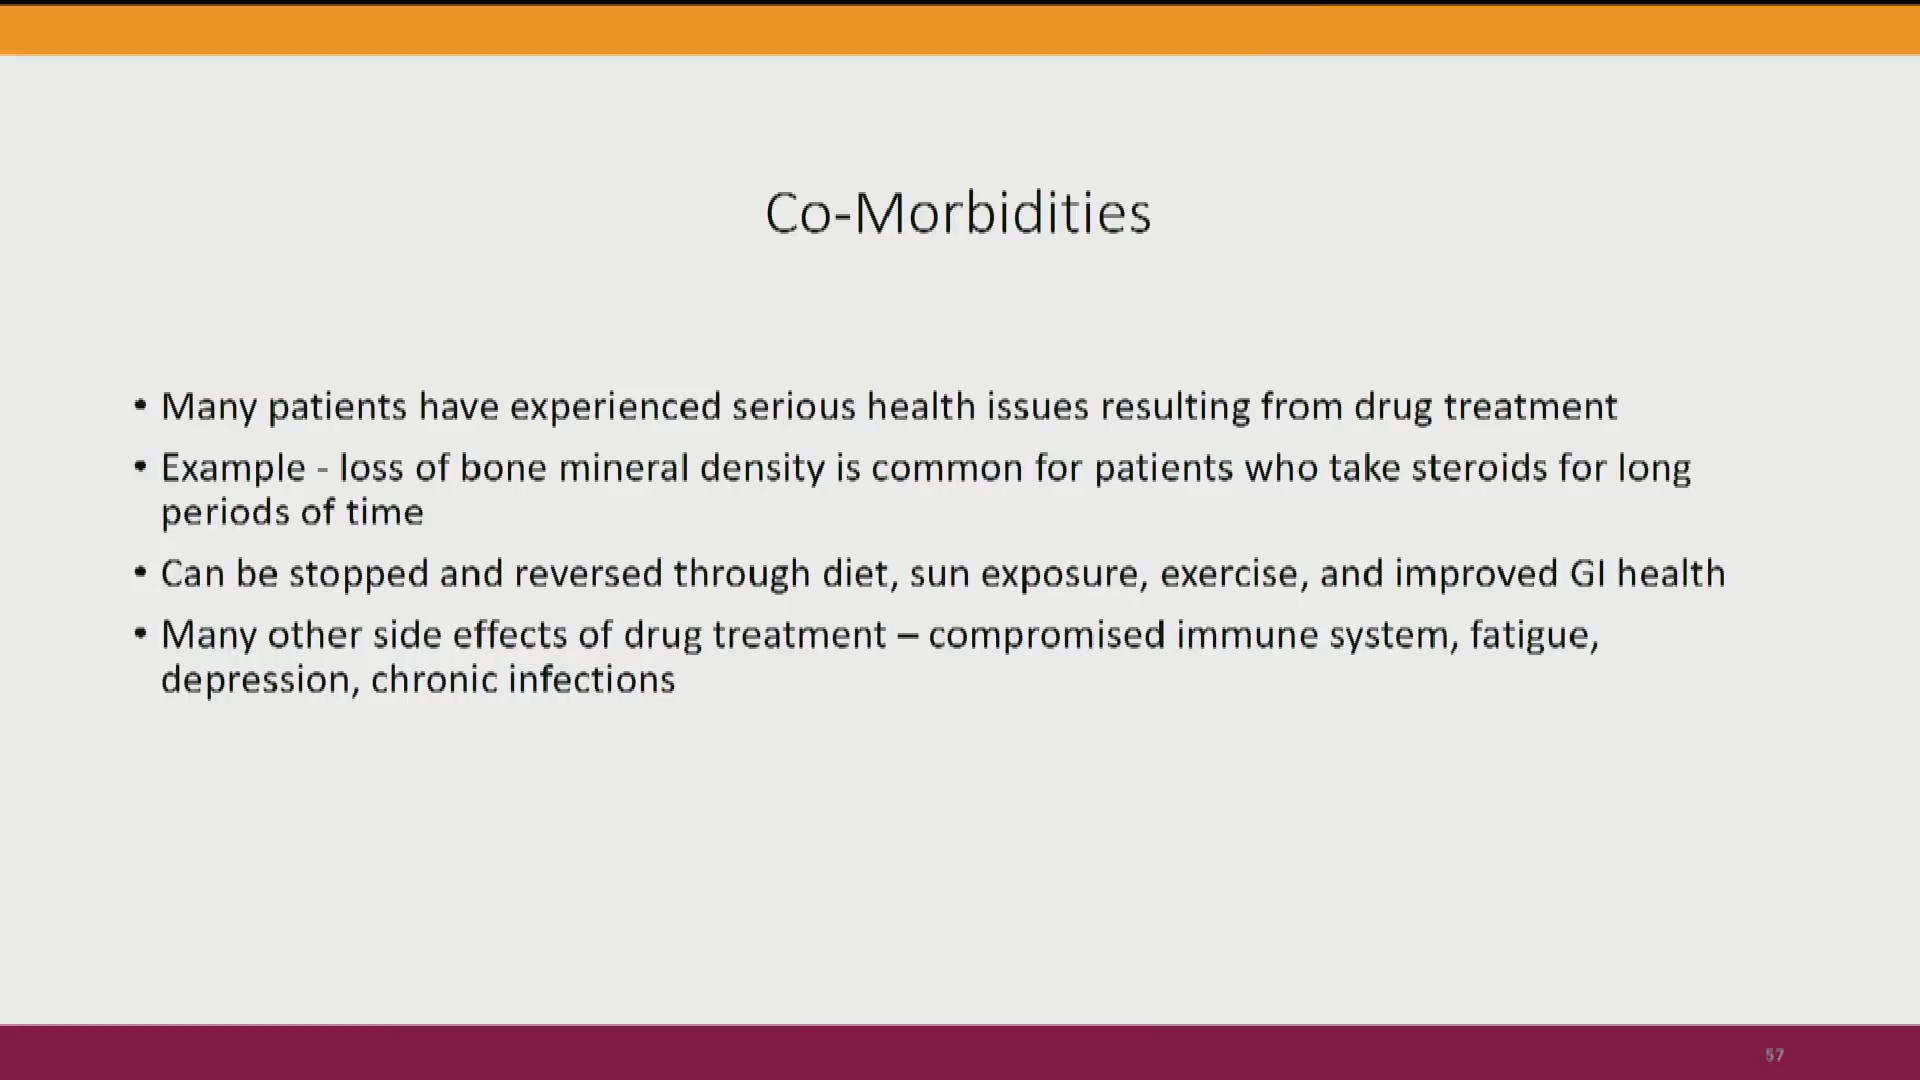 Co-Morbidities
• Many patients have experienced serious health issues resulting from drug treatment
• Example - loss of bone mineral density is common for patients who take steroids for long
periods of time
• Can be stopped and reversed through diet, sun exposure, exercise, and improved GI health
• Many other side effects of drug treatment – compromised immune system, fatigue,
depression, chronic infections
57